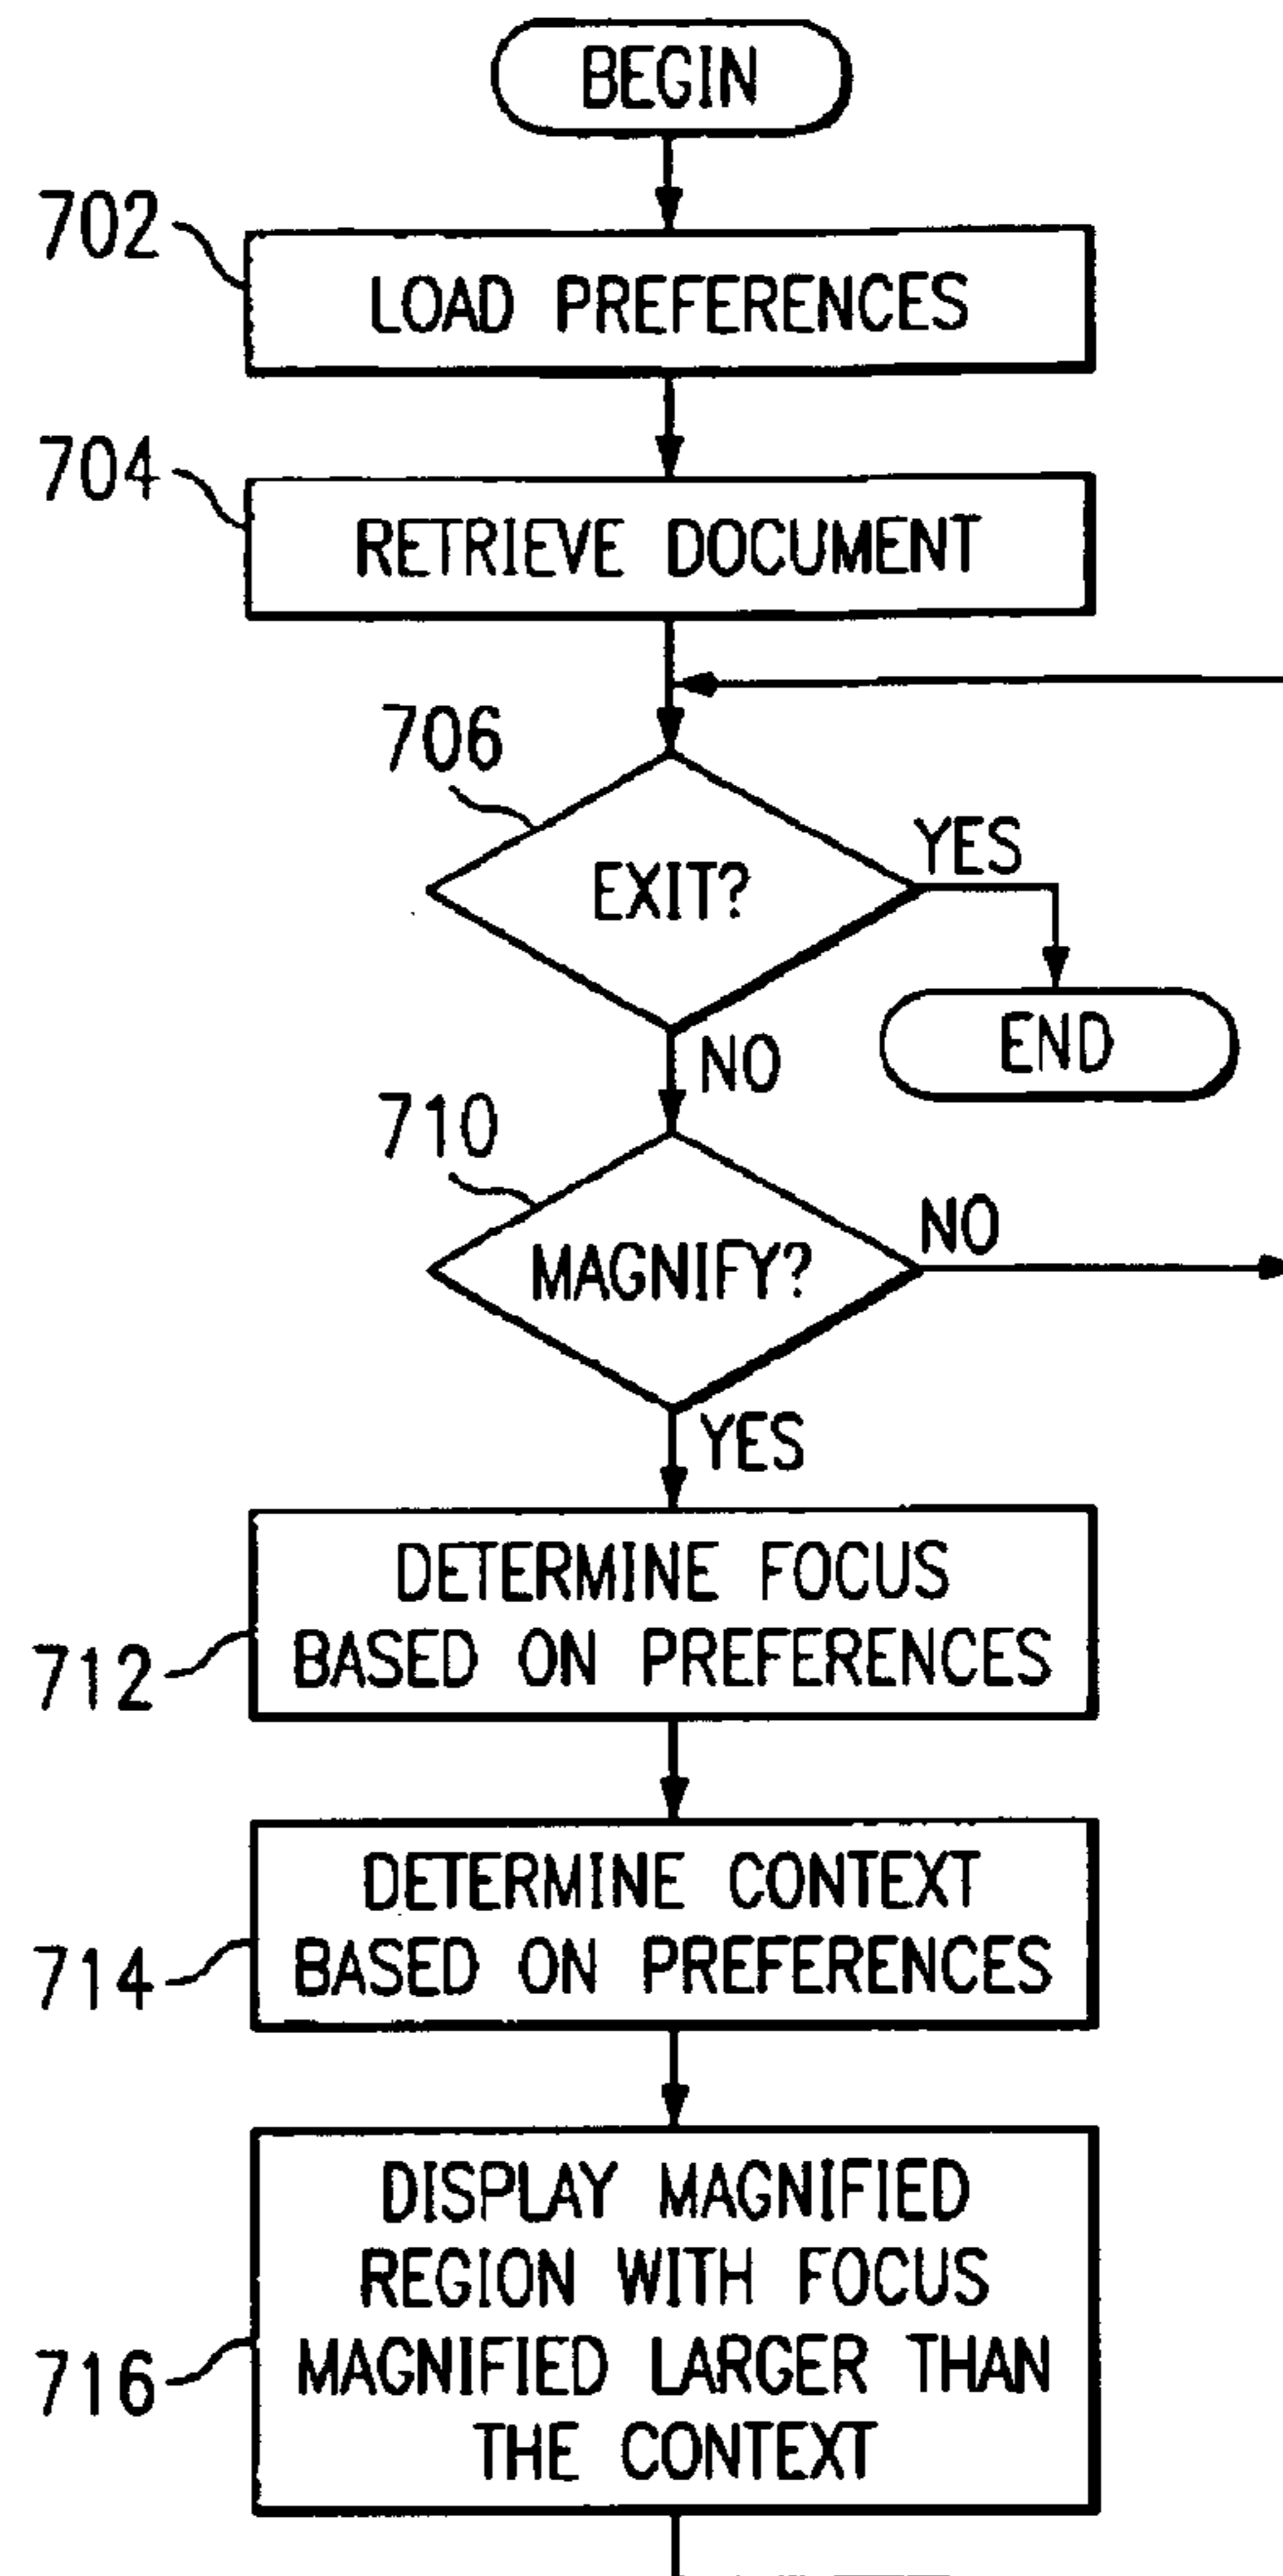 BEGIN
702
LOAD PREFERENCES
704
RETRIEVE DOCUMENT
706
EXIT?
YES
END
NO
710
MAGNIFY?
NO
YES
712
DETERMINE FOCUS
BASED ON PREFERENCES
714
DETERMINE CONTEXT
BASED ON PREFERENCES
716
DISPLAY MAGNIFIED
REGION WITH FOCUS
MAGNIFIED LARGER THAN
THE CONTEXT